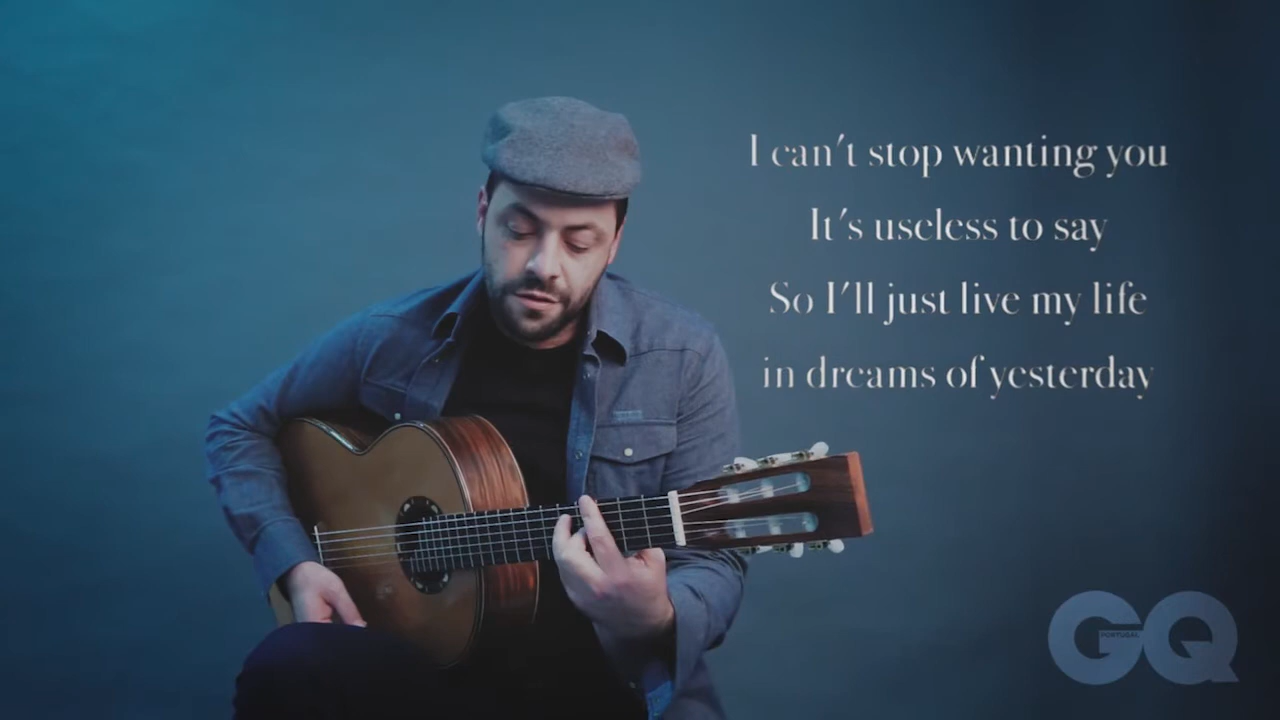 I can't stop wanting you
It's useless to say
So I'll just live my life
in dreams of yesterday
GQ
PORTUGAL